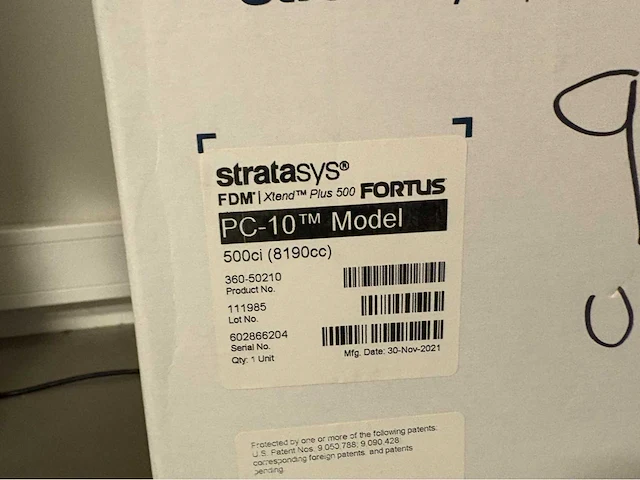 stratasys®
FDM® | Xtend™ Plus 500 FORTUS
PC-10™ Model
500ci (8190cc)
360-50210
Product No.
111985
Lot No.
602866204
Serial No.
Qty: 1 Unit
Mfg. Date: 30-Nov-2021
Protected by one or more of the following patents:
U.S. Patent Nos. 9,050,788; 9,090,428;
corresponding foreign patents, and patents
pending.